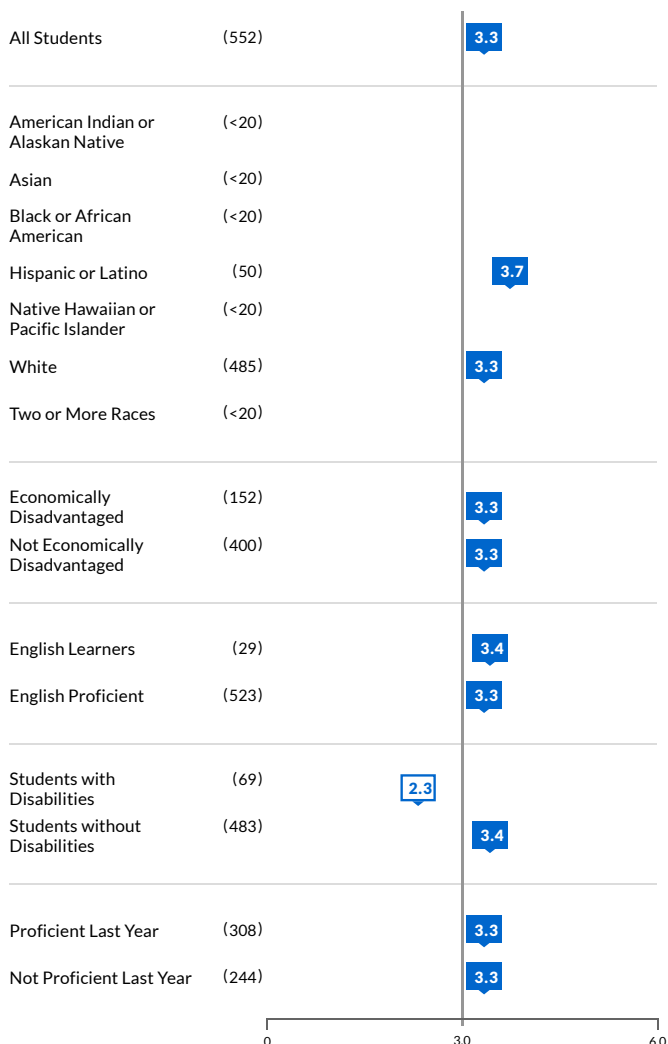 All Students (552) 3.3
American Indian or (<20)
Alaskan Native
Asian (<20)
Black or African (<20)
American
Hispanic or Latino (50) 3.7
Native Hawaiian or (<20)
Pacific Islander
White (485) 3.3
Two or More Races (<20)
Economically (152) 3.3
Disadvantaged
Not Economically (400) 3.3
Disadvantaged
English Learners (29) 3.4
English Proficient (523) 3.3
Students with (69) 2.3
Disabilities
Students without (483) 3.4
Disabilities
Proficient Last Year (308) 3.3
Not Proficient Last Year (244) 3.3
0 3.0 6.0